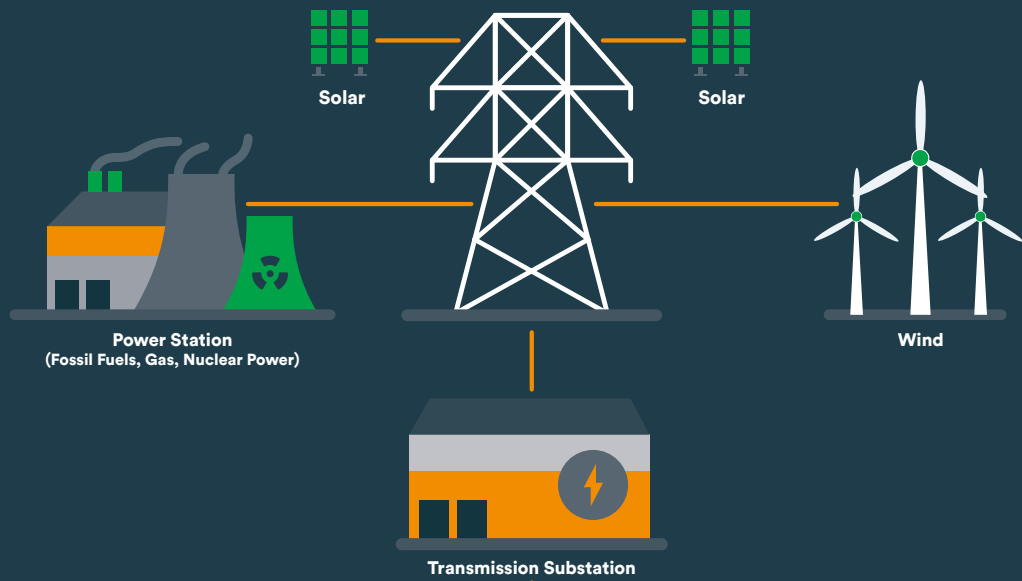 Solar
Solar
Power Station
(Fossil Fuels, Gas, Nuclear Power)
Wind
Transmission Substation